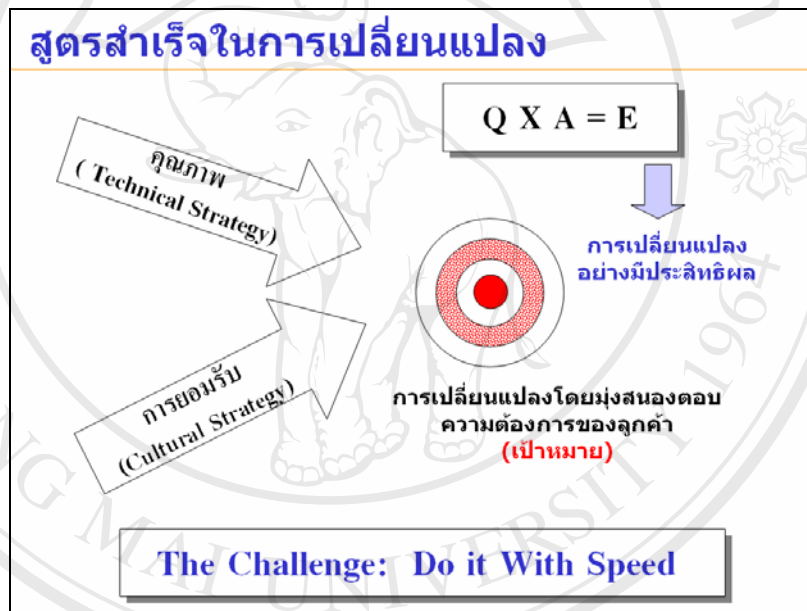 สูตรสำเร็จในการเปลี่ยนแปลง
Q X A = E
คุณภาพ
( Technical Strategy)
การเปลี่ยนแปลง
อย่างมีประสิทธิผล
การยอมรับ
(Cultural Strategy)
การเปลี่ยนแปลงโดยมุ่งสนองตอบ
ความต้องการของลูกค้า
(เป้าหมาย)
The Challenge: Do it With Speed
NG MAI UNIVERSITY 1964